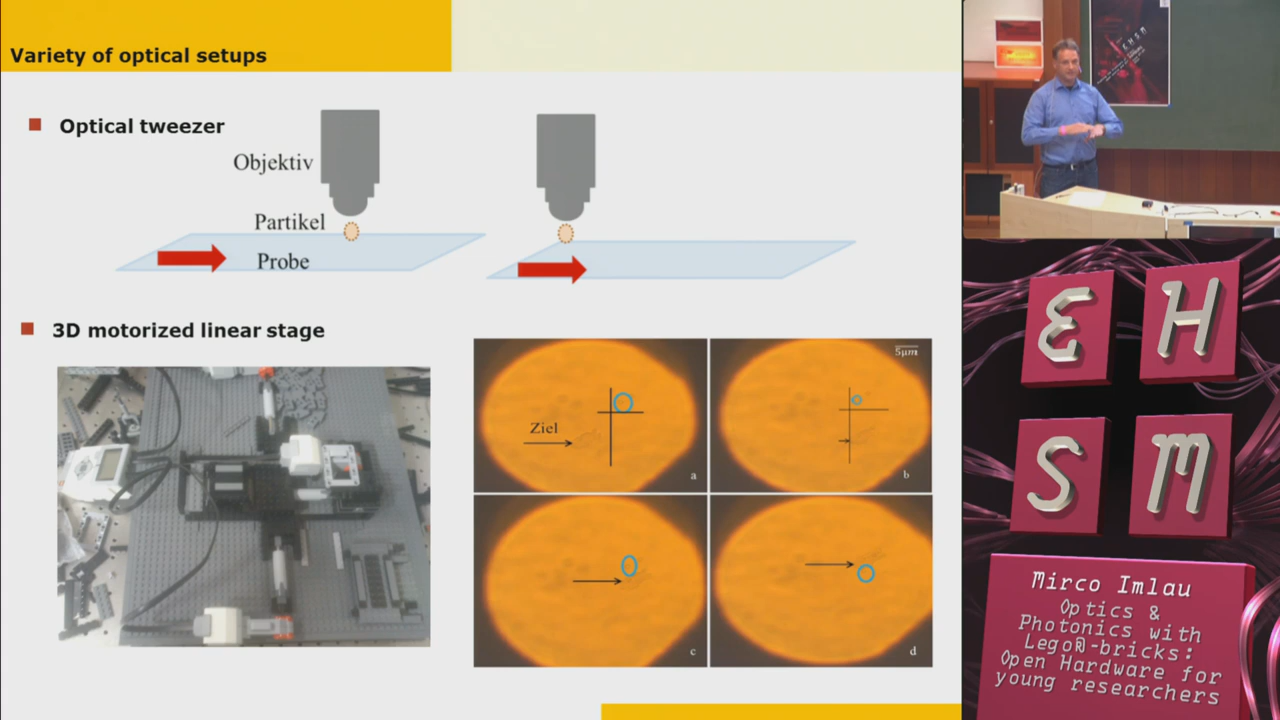 Variety of optical setups
Optical tweezer
Objektiv
Partikel
Probe
3D motorized linear stage
Ziel
a
5µm
b
c
d
EHSM
E H
S M
Mirco Imlau
Optics &
Photonics with
Lego®-bricks:
Open Hardware for
young researchers